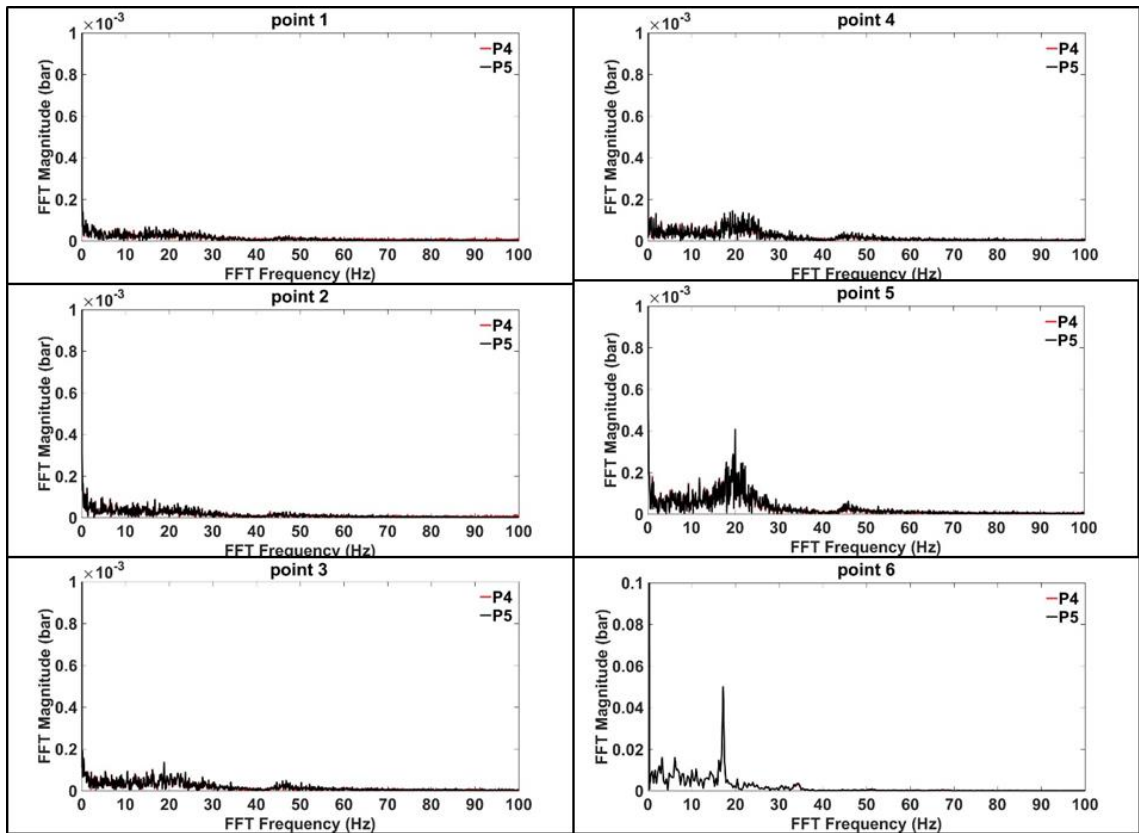 point 1
×10⁻³
1
0.8
0.6
0.4
0.2
0
FFT Magnitude (bar)
P4
P5
0 10 20 30 40 50 60 70 80 90 100
FFT Frequency (Hz)
point 2
×10⁻³
1
0.8
0.6
0.4
0.2
0
FFT Magnitude (bar)
P4
P5
0 10 20 30 40 50 60 70 80 90 100
FFT Frequency (Hz)
point 3
×10⁻³
1
0.8
0.6
0.4
0.2
0
FFT Magnitude (bar)
P4
P5
0 10 20 30 40 50 60 70 80 90 100
FFT Frequency (Hz)
point 4
×10⁻³
1
0.8
0.6
0.4
0.2
0
FFT Magnitude (bar)
P4
P5
0 10 20 30 40 50 60 70 80 90 100
FFT Frequency (Hz)
point 5
×10⁻³
1
0.8
0.6
0.4
0.2
0
FFT Magnitude (bar)
P4
P5
0 10 20 30 40 50 60 70 80 90 100
FFT Frequency (Hz)
point 6
0.1
0.08
0.06
0.04
0.02
0
FFT Magnitude (bar)
P4
P5
0 10 20 30 40 50 60 70 80 90 100
FFT Frequency (Hz)